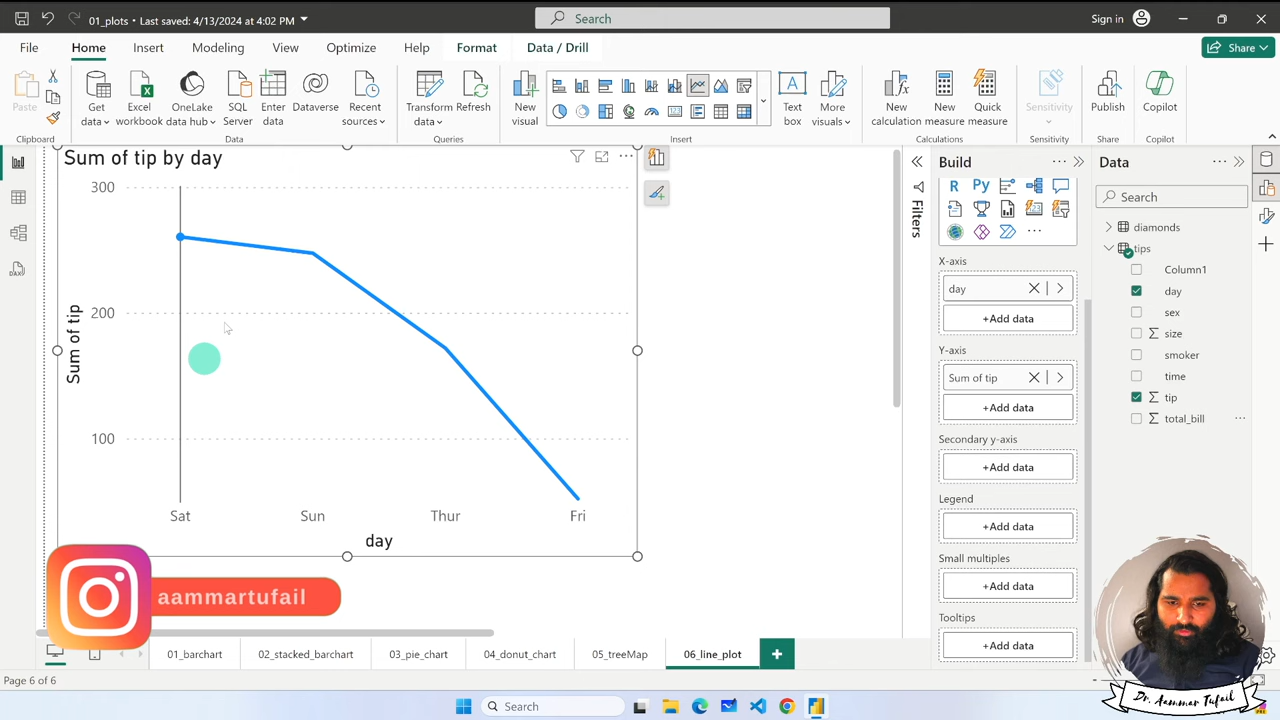 01_plots • Last saved: 4/13/2024 at 4:02 PM
Search
Sign in
File
Home
Insert
Modeling
View
Optimize
Help
Format
Data / Drill
Share
Paste
Get data
Excel workbook
OneLake data hub
SQL Server
Enter data
Dataverse
Recent sources
Transform data
Refresh
New visual
Text box
More visuals
New calculation
New measure
Quick measure
Sensitivity
Publish
Copilot
Clipboard
Data
Queries
Insert
Calculations
Sensitivity
Share
Copilot
Sum of tip by day
300
200
100
Sum of tip
Sat
Sun
Thur
Fri
day
Filters
Build
R
Py
X-axis
day
+Add data
Y-axis
Sum of tip
+Add data
Secondary y-axis
+Add data
Legend
+Add data
Small multiples
+Add data
Tooltips
+Add data
Data
Search
diamonds
tips
Column1
day
sex
size
smoker
time
tip
total_bill
aammartufail
01_barchart
02_stacked_barchart
03_pie_chart
04_donut_chart
05_treeMap
06_line_plot
Page 6 of 6
Search
Dr. Aammar Tufail